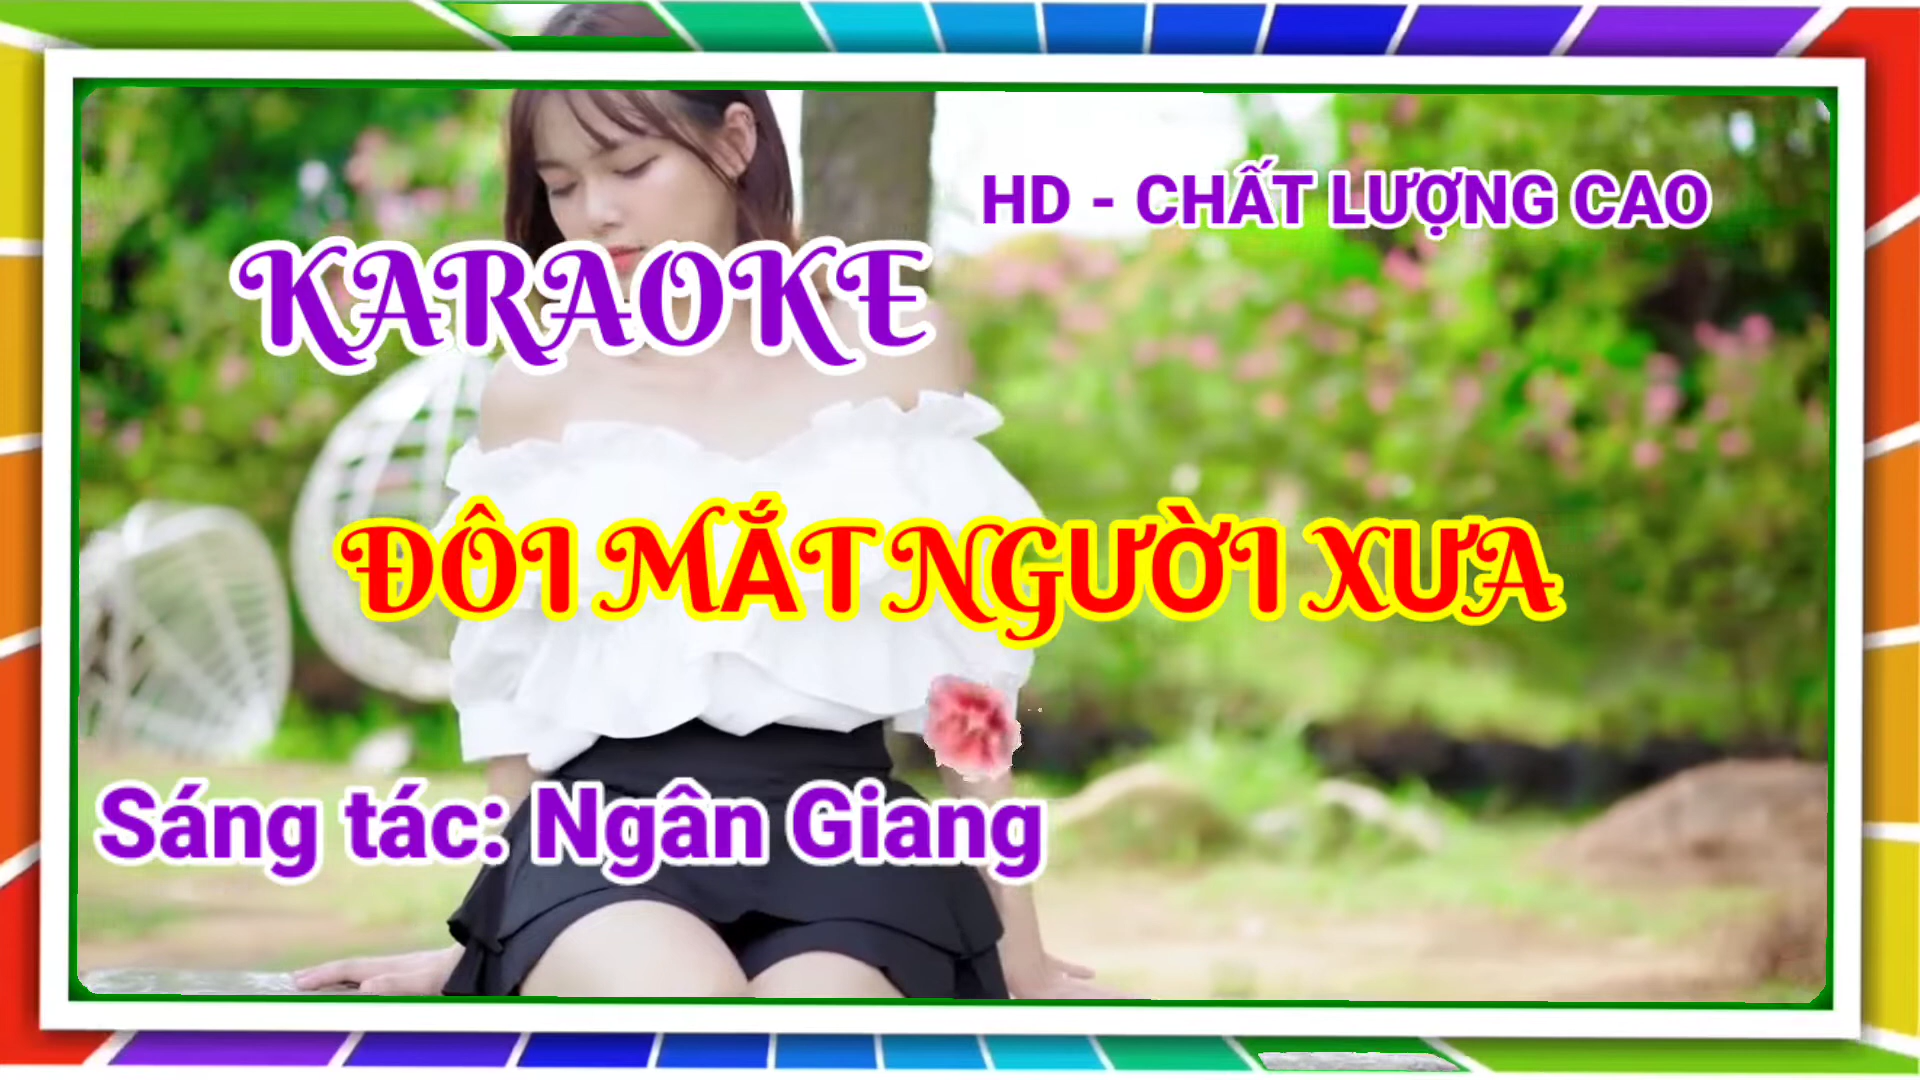 HD - CHẤT LƯỢNG CAO
KARAOKE
ĐÔI MẮT NGƯỜI XƯA
Sáng tác: Ngân Giang